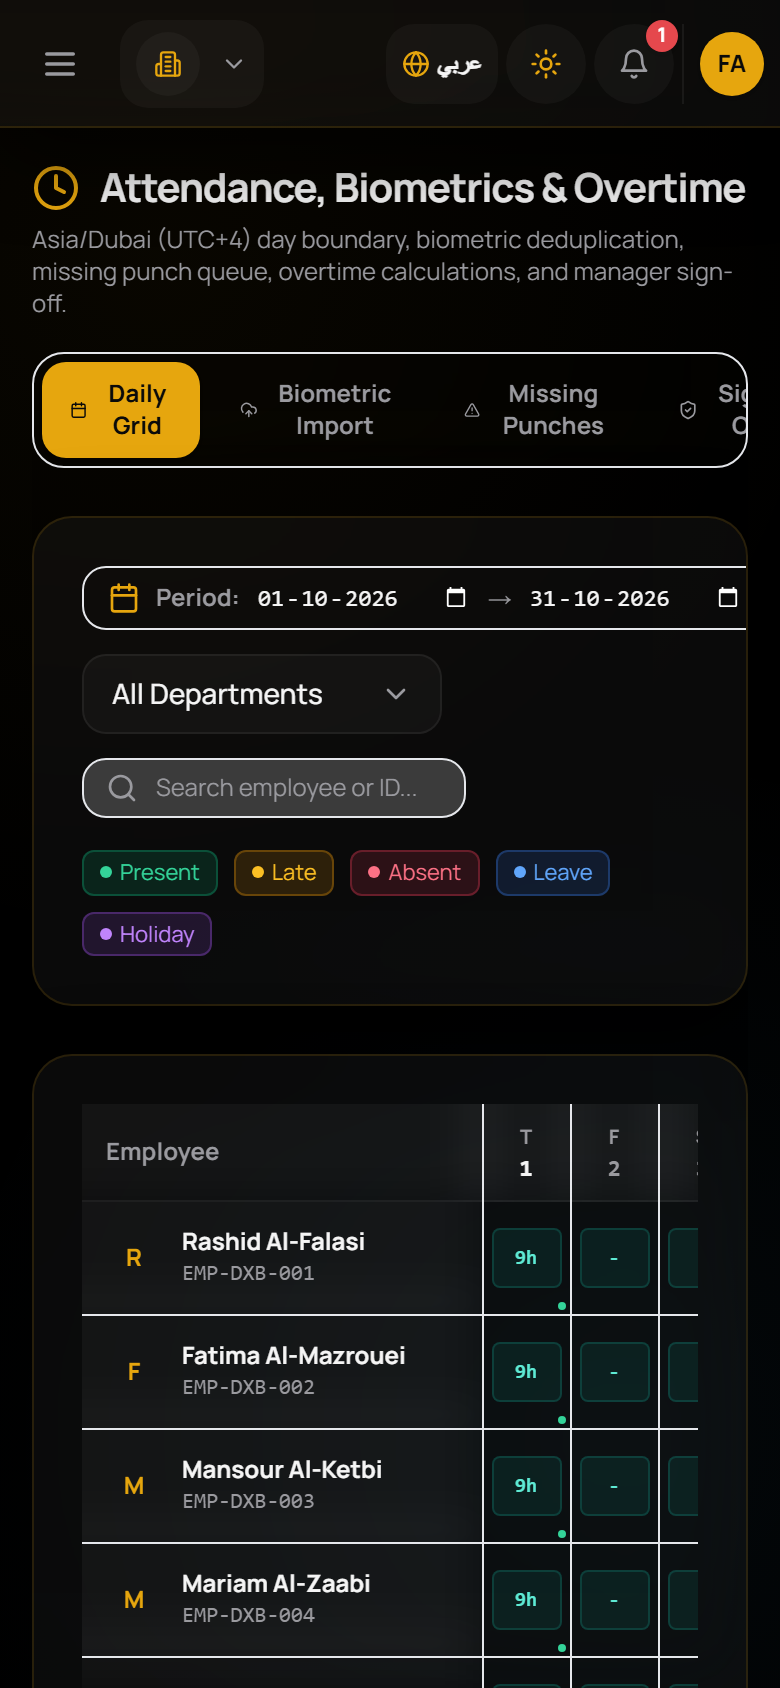 عربي
1
FA
Attendance, Biometrics & Overtime
Asia/Dubai (UTC+4) day boundary, biometric deduplication,
missing punch queue, overtime calculations, and manager sign-
off.
Daily
Grid
Biometric
Import
Missing
Punches
Period: 01-10-2026 → 31-10-2026
All Departments
Search employee or ID...
Present
Late
Absent
Leave
Holiday
Employee
T
1
F
2
R
Rashid Al-Falasi
EMP-DXB-001
9h
-
F
Fatima Al-Mazrouei
EMP-DXB-002
9h
-
M
Mansour Al-Ketbi
EMP-DXB-003
9h
-
M
Mariam Al-Zaabi
EMP-DXB-004
9h
-